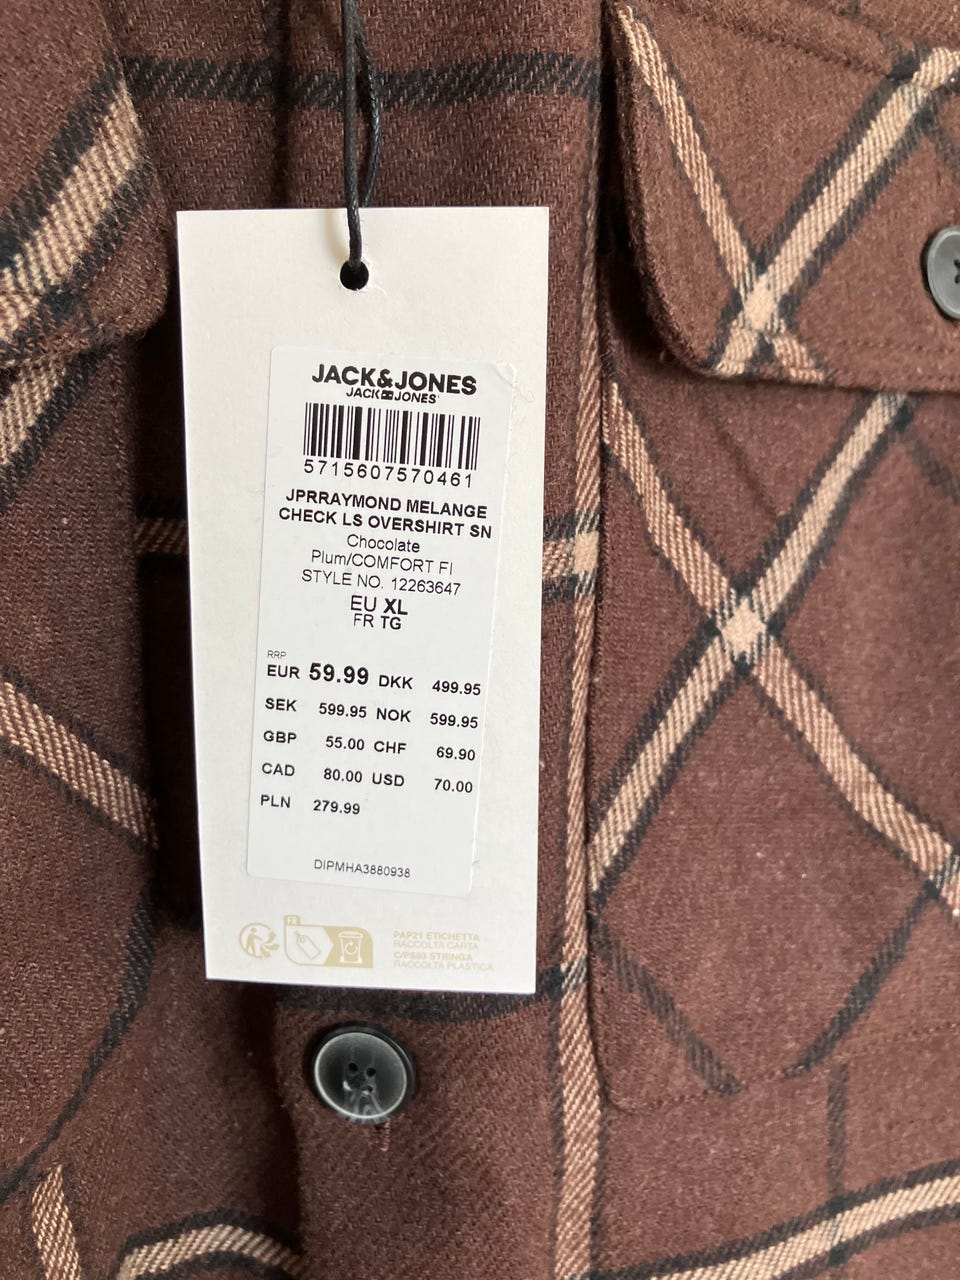 JACK&JONES
JACK&JONES
5715607570461
JPRRAYMOND MELANGE
CHECK LS OVERSHIRT SN
Chocolate
Plum/COMFORT FI
STYLE NO. 12263647
EU XL
FR TG
RRP
EUR 59.99 DKK 499.95
SEK 599.95 NOK 599.95
GBP 55.00 CHF 69.90
CAD 80.00 USD 70.00
PLN 279.99
DIPMHA3880938
FR
PAP21 ETICHETTA
RACCOLTA CARTA
STRINGA
RACCOLTA PLASTICA